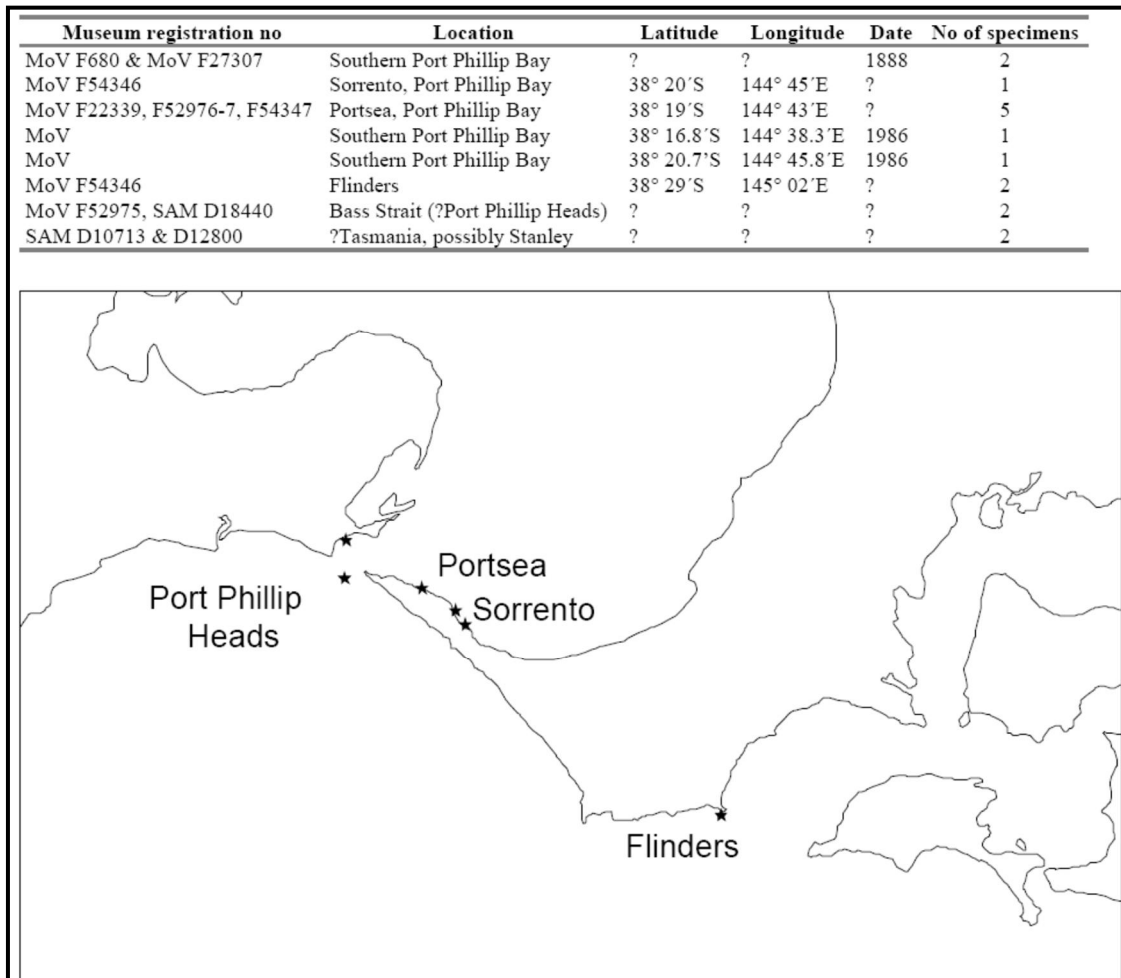 Museum registration no Location Latitude Longitude Date No of specimens
MoV F680 & MoV F27307 Southern Port Phillip Bay ? ? 1888 2
MoV F54346 Sorrento, Port Phillip Bay 38° 20´S 144° 45´E ? 1
MoV F22339, F52976-7, F54347 Portsea, Port Phillip Bay 38° 19´S 144° 43´E ? 5
MoV Southern Port Phillip Bay 38° 16.8´S 144° 38.3´E 1986 1
MoV Southern Port Phillip Bay 38° 20.7’S 144° 45.8´E 1986 1
MoV F54346 Flinders 38° 29´S 145° 02´E ? 2
MoV F52975, SAM D18440 Bass Strait (?Port Phillip Heads) ? ? ? 2
SAM D10713 & D12800 ?Tasmania, possibly Stanley ? ? ? 2
Portsea
Port Phillip
Heads
Sorrento
Flinders